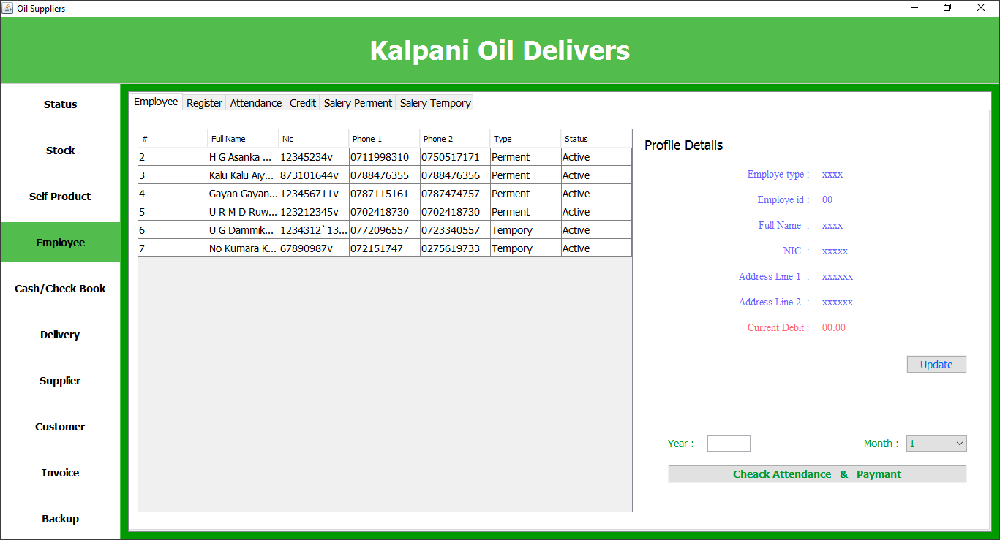 Oil Suppliers
Kalpani Oil Delivers
Status
Stock
Self Product
Employee
Cash/Check Book
Delivery
Supplier
Customer
Invoice
Backup
Employee Register Attendance Credit Salery Perment Salery Tempory
# Full Name Nic Phone 1 Phone 2 Type Status
2 H G Asanka ... 12345234v 0711998310 0750517171 Perment Active
3 Kalu Kalu Aiy... 873101644v 0788476355 0788476356 Perment Active
4 Gayan Gayan... 123456711v 0787115161 0787474757 Perment Active
5 U R M D Ruw... 123212345v 0702418730 0702418730 Perment Active
6 U G Dammik... 1234312`13... 0772096557 0723340557 Tempory Active
7 No Kumara K... 67890987v 072151747 0275619733 Tempory Active
Profile Details
Employe type : xxxx
Employe id : 00
Full Name : xxxx
NIC : xxxxx
Address Line 1 : xxxxxx
Address Line 2 : xxxxxx
Current Debit : 00.00
Update
Year : Month : 1
Cheack Attendance & Paymant